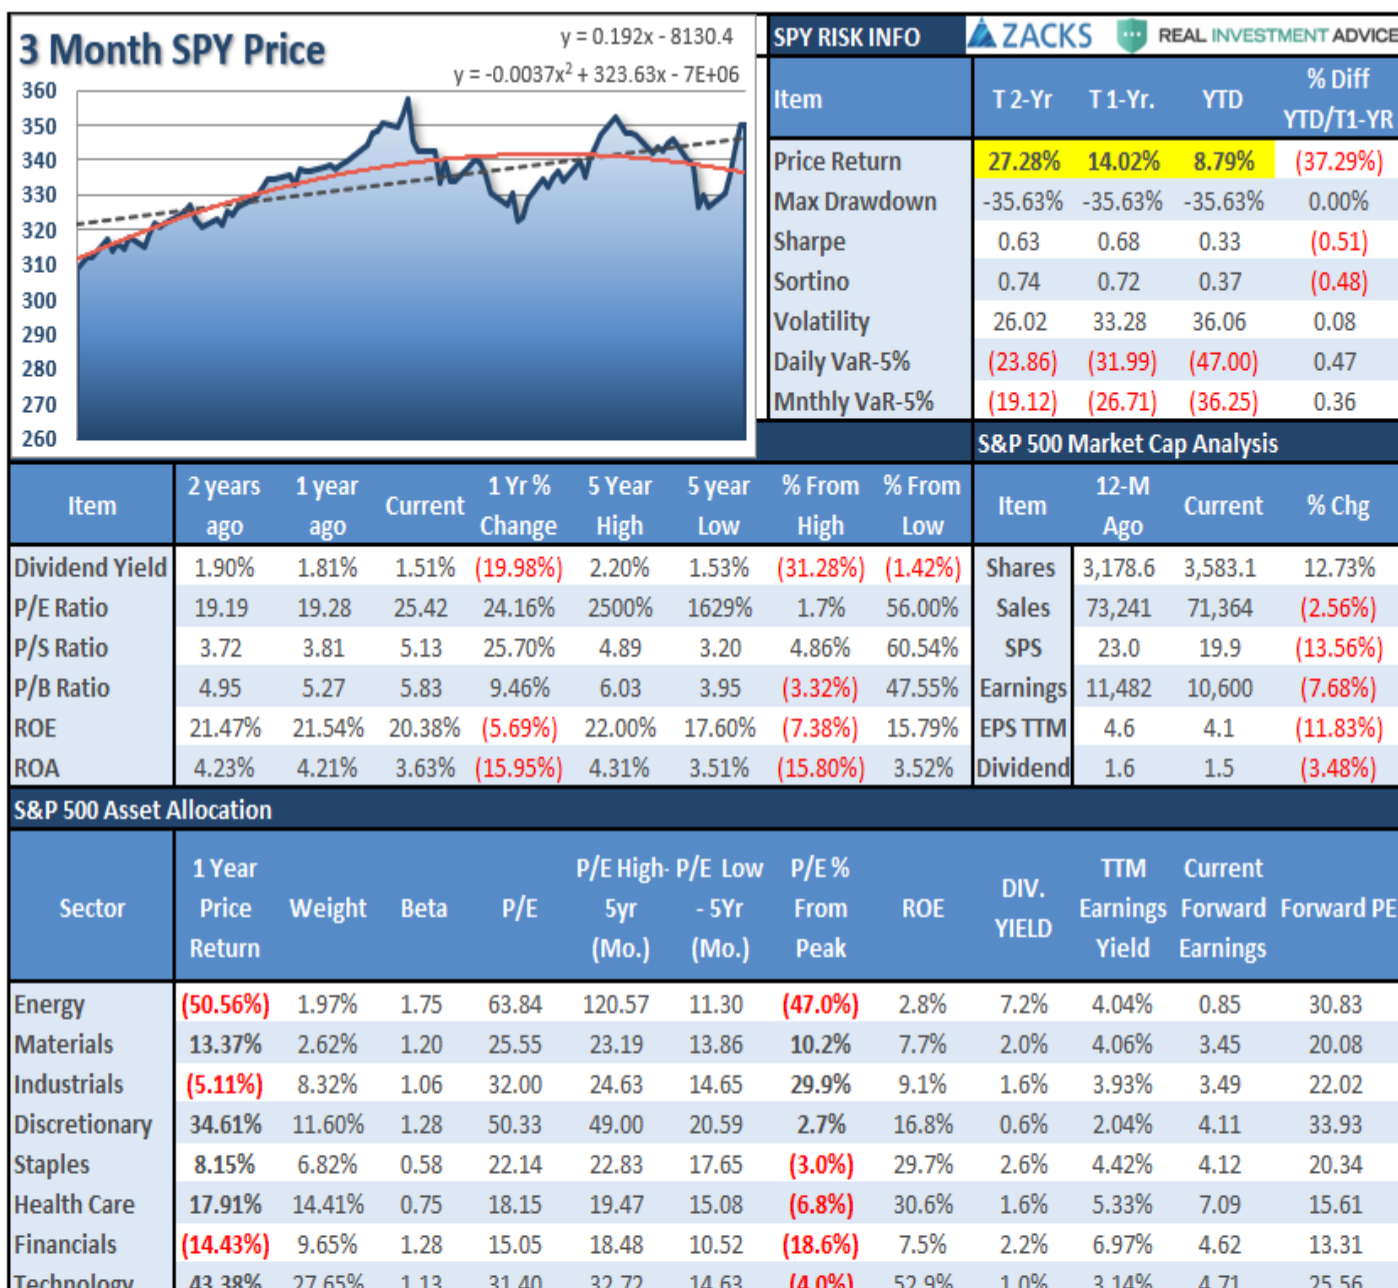 3 Month SPY Price
y = 0.192x - 8130.4
y = -0.0037x² + 323.63x - 7E+06
360
350
340
330
320
310
300
290
280
270
260
SPY RISK INFO ZACKS REAL INVESTMENT ADVICE
Item T 2-Yr T 1-Yr. YTD % Diff YTD/T1-YR
Price Return 27.28% 14.02% 8.79% (37.29%)
Max Drawdown -35.63% -35.63% -35.63% 0.00%
Sharpe 0.63 0.68 0.33 (0.51)
Sortino 0.74 0.72 0.37 (0.48)
Volatility 26.02 33.28 36.06 0.08
Daily VaR-5% (23.86) (31.99) (47.00) 0.47
Mnthly VaR-5% (19.12) (26.71) (36.25) 0.36
S&P 500 Market Cap Analysis
Item 2 years ago 1 year ago Current 1 Yr % Change 5 Year High 5 year Low % From High % From Low Item 12-M Ago Current % Chg
Dividend Yield 1.90% 1.81% 1.51% (19.98%) 2.20% 1.53% (31.28%) (1.42%) Shares 3,178.6 3,583.1 12.73%
P/E Ratio 19.19 19.28 25.42 24.16% 2500% 1629% 1.7% 56.00% Sales 73,241 71,364 (2.56%)
P/S Ratio 3.72 3.81 5.13 25.70% 4.89 3.20 4.86% 60.54% SPS 23.0 19.9 (13.56%)
P/B Ratio 4.95 5.27 5.83 9.46% 6.03 3.95 (3.32%) 47.55% Earnings 11,482 10,600 (7.68%)
ROE 21.47% 21.54% 20.38% (5.69%) 22.00% 17.60% (7.38%) 15.79% EPS TTM 4.6 4.1 (11.83%)
ROA 4.23% 4.21% 3.63% (15.95%) 4.31% 3.51% (15.80%) 3.52% Dividend 1.6 1.5 (3.48%)
S&P 500 Asset Allocation
Sector 1 Year Price Return Weight Beta P/E P/E High- 5yr (Mo.) P/E Low - 5Yr (Mo.) P/E % From Peak ROE DIV. YIELD TTM Earnings Yield Current Forward Earnings Forward PE
Energy (50.56%) 1.97% 1.75 63.84 120.57 11.30 (47.0%) 2.8% 7.2% 4.04% 0.85 30.83
Materials 13.37% 2.62% 1.20 25.55 23.19 13.86 10.2% 7.7% 2.0% 4.06% 3.45 20.08
Industrials (5.11%) 8.32% 1.06 32.00 24.63 14.65 29.9% 9.1% 1.6% 3.93% 3.49 22.02
Discretionary 34.61% 11.60% 1.28 50.33 49.00 20.59 2.7% 16.8% 0.6% 2.04% 4.11 33.93
Staples 8.15% 6.82% 0.58 22.14 22.83 17.65 (3.0%) 29.7% 2.6% 4.42% 4.12 20.34
Health Care 17.91% 14.41% 0.75 18.15 19.47 15.08 (6.8%) 30.6% 1.6% 5.33% 7.09 15.61
Financials (14.43%) 9.65% 1.28 15.05 18.48 10.52 (18.6%) 7.5% 2.2% 6.97% 4.62 13.31
Technology 43.38% 27.65% 1.13 31.40 32.72 14.63 (4.0%) 52.9% 1.0% 3.14% 4.71 25.56